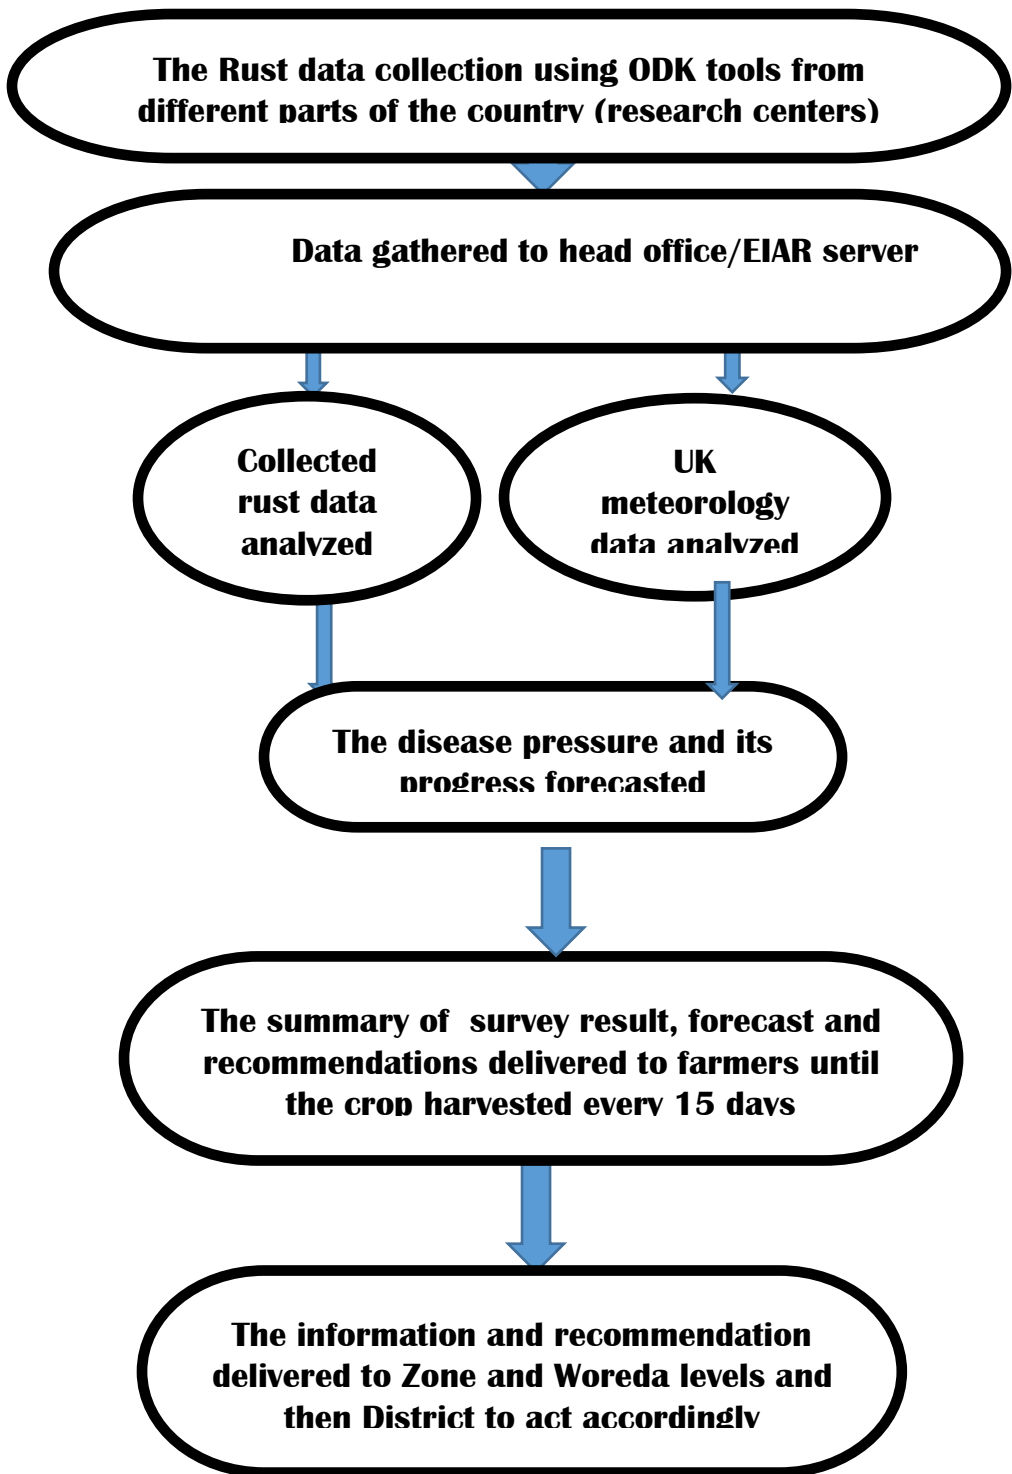 The Rust data collection using ODK tools from
different parts of the country (research centers)
Data gathered to head office/EIAR server
Collected
rust data
analyzed
UK
meteorology
data analyzed
The disease pressure and its
progress forecasted
The summary of survey result, forecast and
recommendations delivered to farmers until
the crop harvested every 15 days
The information and recommendation
delivered to Zone and Woreda levels and
then District to act accordingly